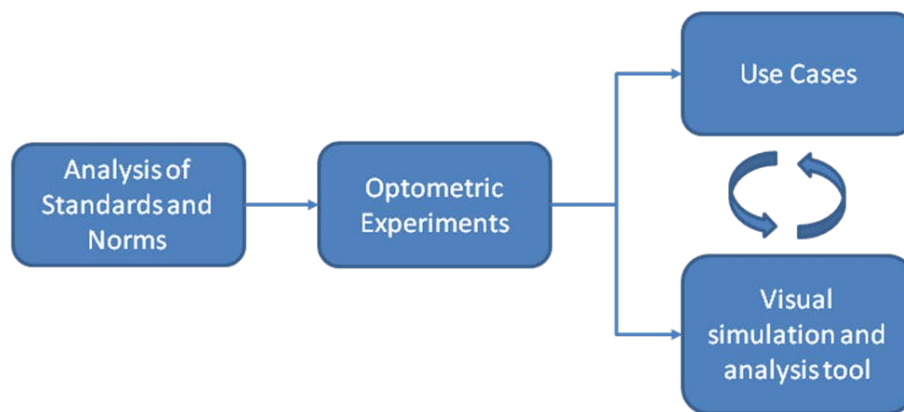 Analysis of
Standards and
Norms
Optometric
Experiments
Use Cases
Visual
simulation and
analysis tool